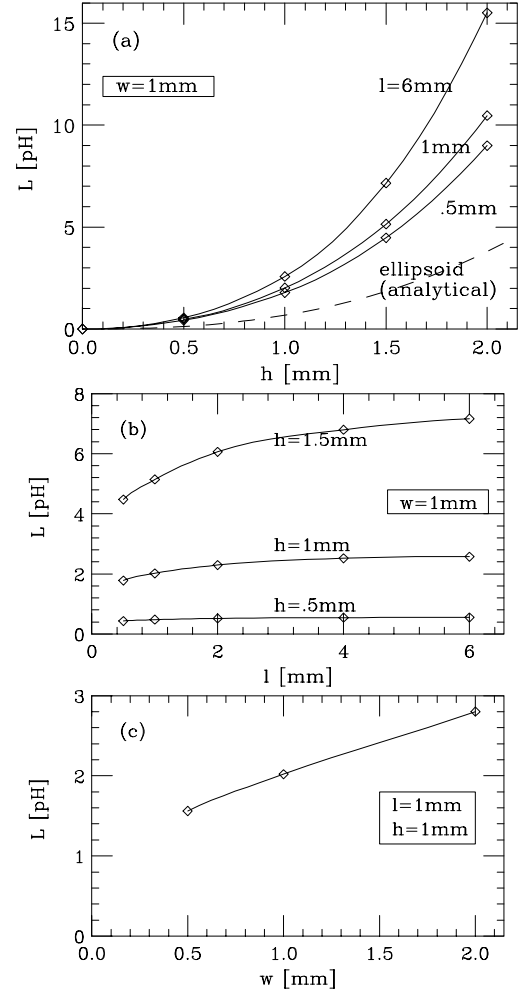 (a)
w=1mm
l=6mm
1mm
.5mm
ellipsoid
(analytical)
15
10
5
0
L [pH]
0.0 0.5 1.0 1.5 2.0
h [mm]
(b)
h=1.5mm
w=1mm
h=1mm
h=.5mm
8
6
4
2
0
L [pH]
0 2 4 6
l [mm]
(c)
l=1mm
h=1mm
3
2
1
0
L [pH]
0.0 0.5 1.0 1.5 2.0
w [mm]